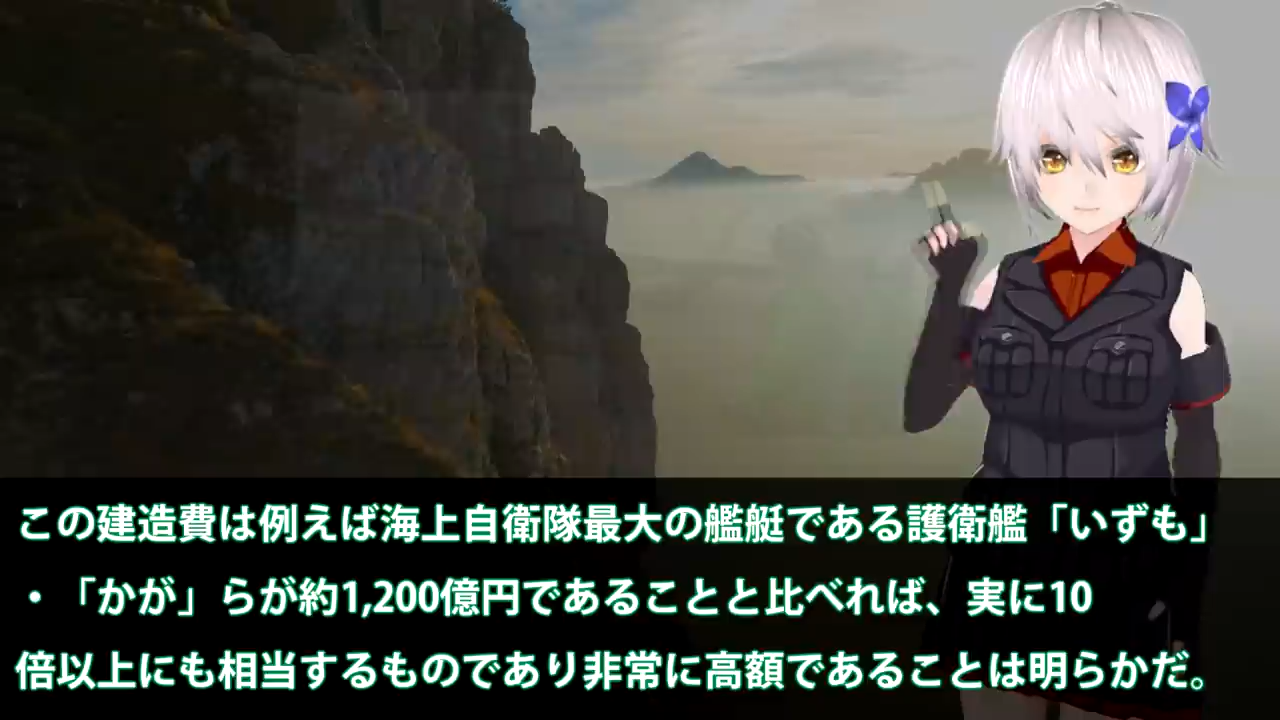 この建造費は例えば海上自衛隊最大の艦艇である護衛艦「いずも」
・「かが」らが約1,200億円であることと比べれば、実に10
倍以上にも相当するものであり非常に高額であることは明らかだ。